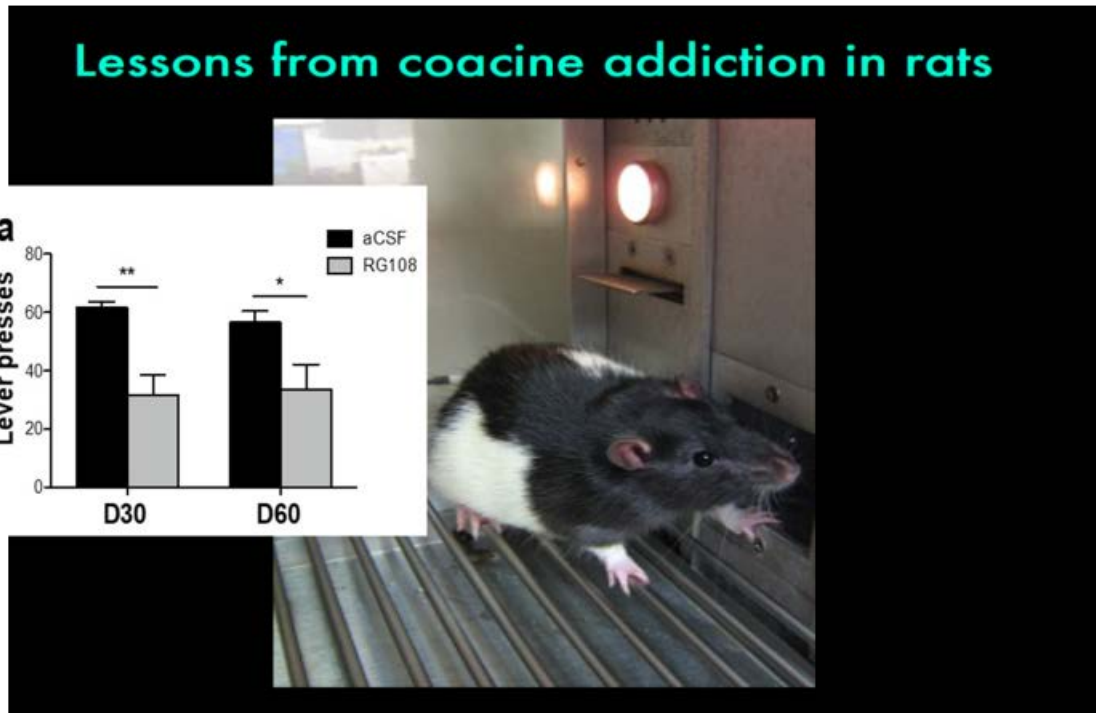 Lessons from coacine addiction in rats
a
aCSF
RG108
80
60
40
20
0
**
*
Lever presses
D30
D60